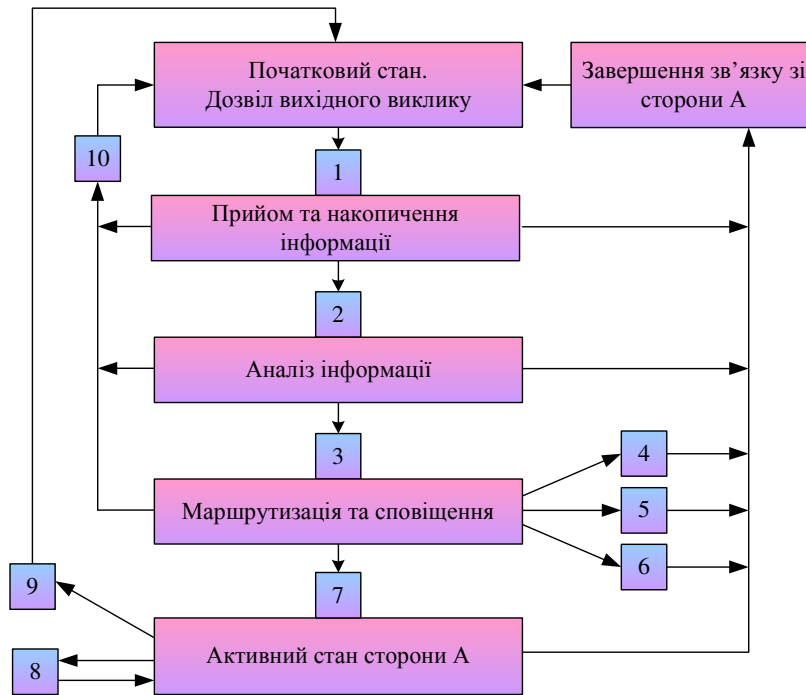 Початковий стан.
Дозвіл вихідного виклику
Завершення зв’язку зі
сторони А
10
1
Прийом та накопичення
інформації
2
Аналіз інформації
3
4
Маршрутизація та сповіщення
5
6
9
7
Активний стан сторони А
8